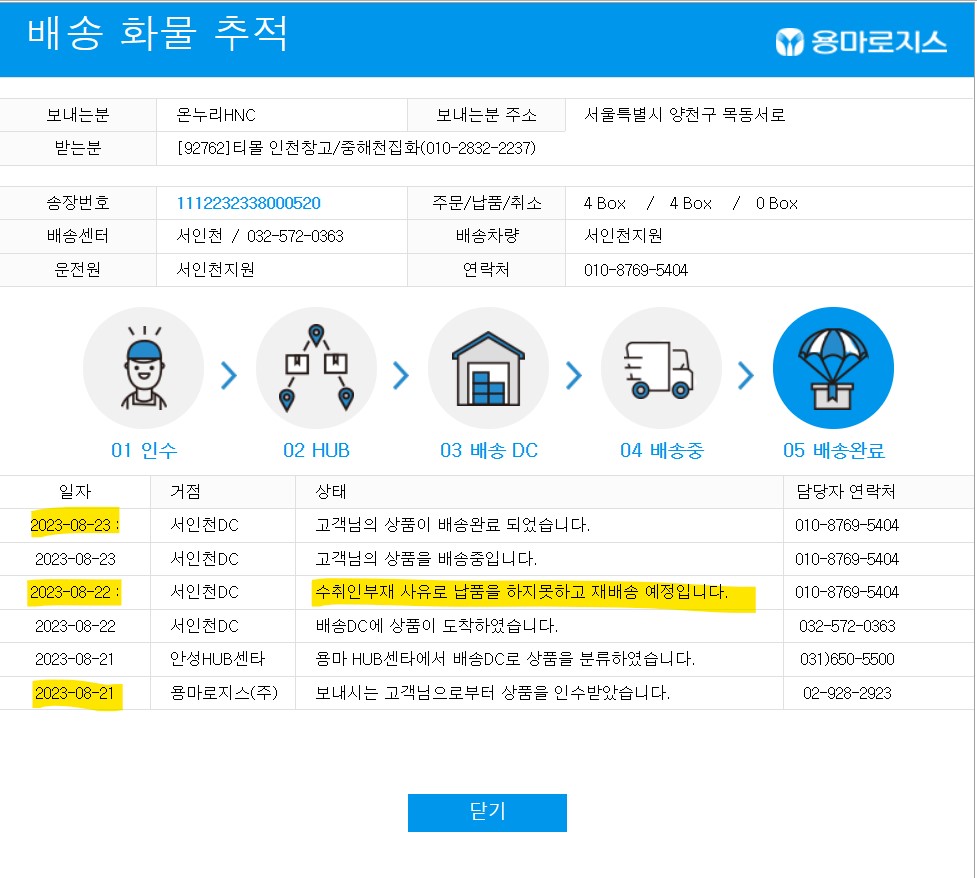 배송 화물 추적
용마로지스
보내는분 온누리HNC 보내는분 주소 서울특별시 양천구 목동서로
받는분 [92762]티몰 인천창고/중해천집화(010-2832-2237)
송장번호 1112232338000520 주문/납품/취소 4 Box / 4 Box / 0 Box
배송센터 서인천 / 032-572-0363 배송차량 서인천지원
운전원 서인천지원 연락처 010-8769-5404
01 인수 02 HUB 03 배송 DC 04 배송중 05 배송완료
일자 거점 상태 담당자 연락처
2023-08-23 : 서인천DC 고객님의 상품이 배송완료 되었습니다. 010-8769-5404
2023-08-23 서인천DC 고객님의 상품을 배송중입니다. 010-8769-5404
2023-08-22 : 서인천DC 수취인부재 사유로 납품을 하지못하고 재배송 예정입니다. 010-8769-5404
2023-08-22 서인천DC 배송DC에 상품이 도착하였습니다. 032-572-0363
2023-08-21 안성HUB센타 용마 HUB센타에서 배송DC로 상품을 분류하였습니다. 031)650-5500
2023-08-21 용마로지스(주) 보내시는 고객님으로부터 상품을 인수받았습니다. 02-928-2923
닫기